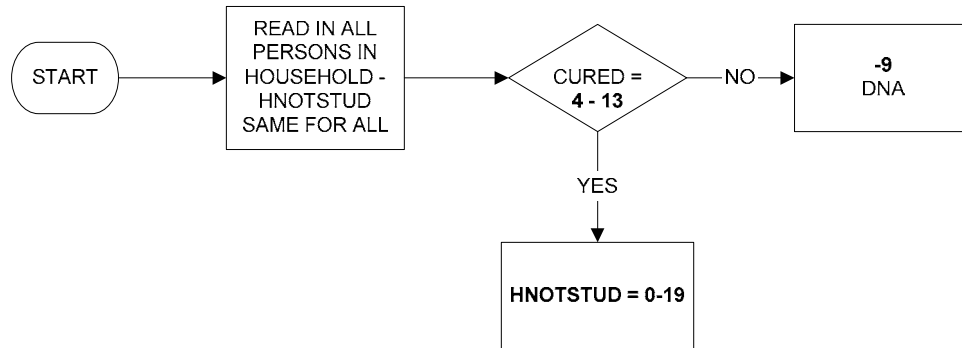 START
READ IN ALL
PERSONS IN
HOUSEHOLD -
HNOTSTUD
SAME FOR ALL
CURED =
4 - 13
NO
-9
DNA
YES
HNOTSTUD = 0-19